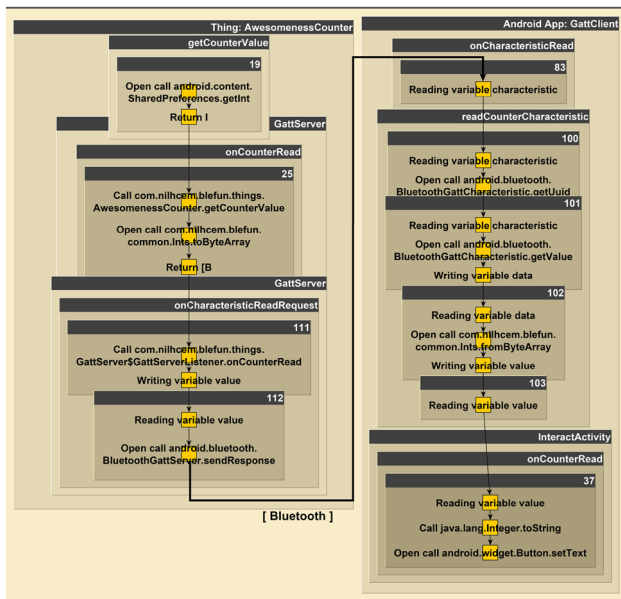 Thing: AwesomenessCounter
getCounterValue
19
Open call android.content.
SharedPreferences.getInt
Return I
GattServer
onCounterRead
25
Call com.nilhcem.blefun.things.
AwesomenessCounter.getCounterValue
Open call com.nilhcem.blefun.
common.Ints.toByteArray
Return [B
GattServer
onCharacteristicReadRequest
111
Call com.nilhcem.blefun.things.
GattServer$GattServerListener.onCounterRead
Writing variable value
112
Reading variable value
Open call android.bluetooth.
BluetoothGattServer.sendResponse
[ Bluetooth ]
Android App: GattClient
onCharacteristicRead
83
Reading variable characteristic
readCounterCharacteristic
100
Reading variable characteristic
Open call android.bluetooth.
BluetoothGattCharacteristic.getUuid
101
Reading variable characteristic
Open call android.bluetooth.
BluetoothGattCharacteristic.getValue
Writing variable data
102
Reading variable data
Open call com.nilhcem.blefun.
common.Ints.fromByteArray
Writing variable value
103
Reading variable value
InteractActivity
onCounterRead
37
Reading variable value
Call java.lang.Integer.toString
Open call android.widget.Button.setText